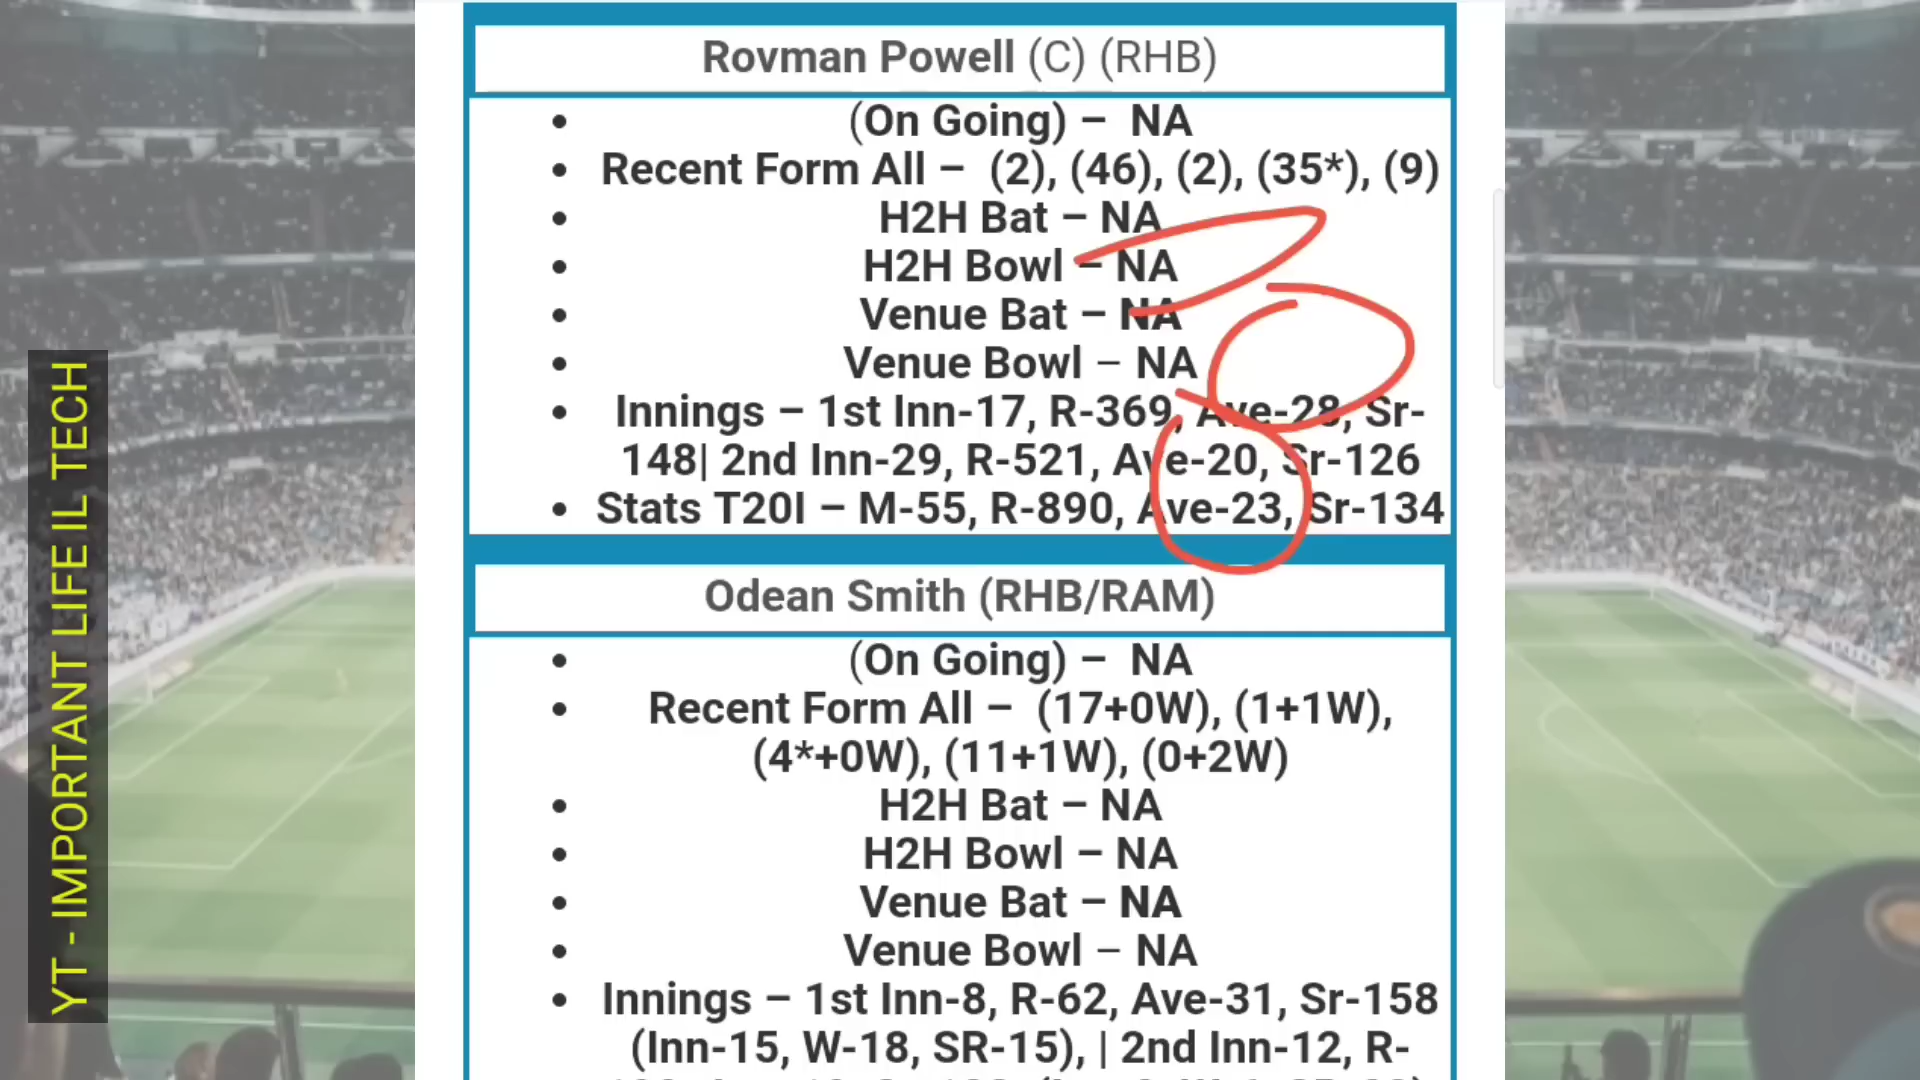 Rovman Powell (C) (RHB)
(On Going) – NA
Recent Form All – (2), (46), (2), (35*), (9)
H2H Bat – NA
H2H Bowl – NA
Venue Bat – NA
Venue Bowl – NA
Innings – 1st Inn-17, R-369, Ave-28, Sr-
148| 2nd Inn-29, R-521, Ave-20, Sr-126
Stats T20I – M-55, R-890, Ave-23, Sr-134
Odean Smith (RHB/RAM)
(On Going) – NA
Recent Form All – (17+0W), (1+1W),
(4*+0W), (11+1W), (0+2W)
H2H Bat – NA
H2H Bowl – NA
Venue Bat – NA
Venue Bowl – NA
Innings – 1st Inn-8, R-62, Ave-31, Sr-158
(Inn-15, W-18, SR-15), | 2nd Inn-12, R-
YT - IMPORTANT LIFE IL TECH